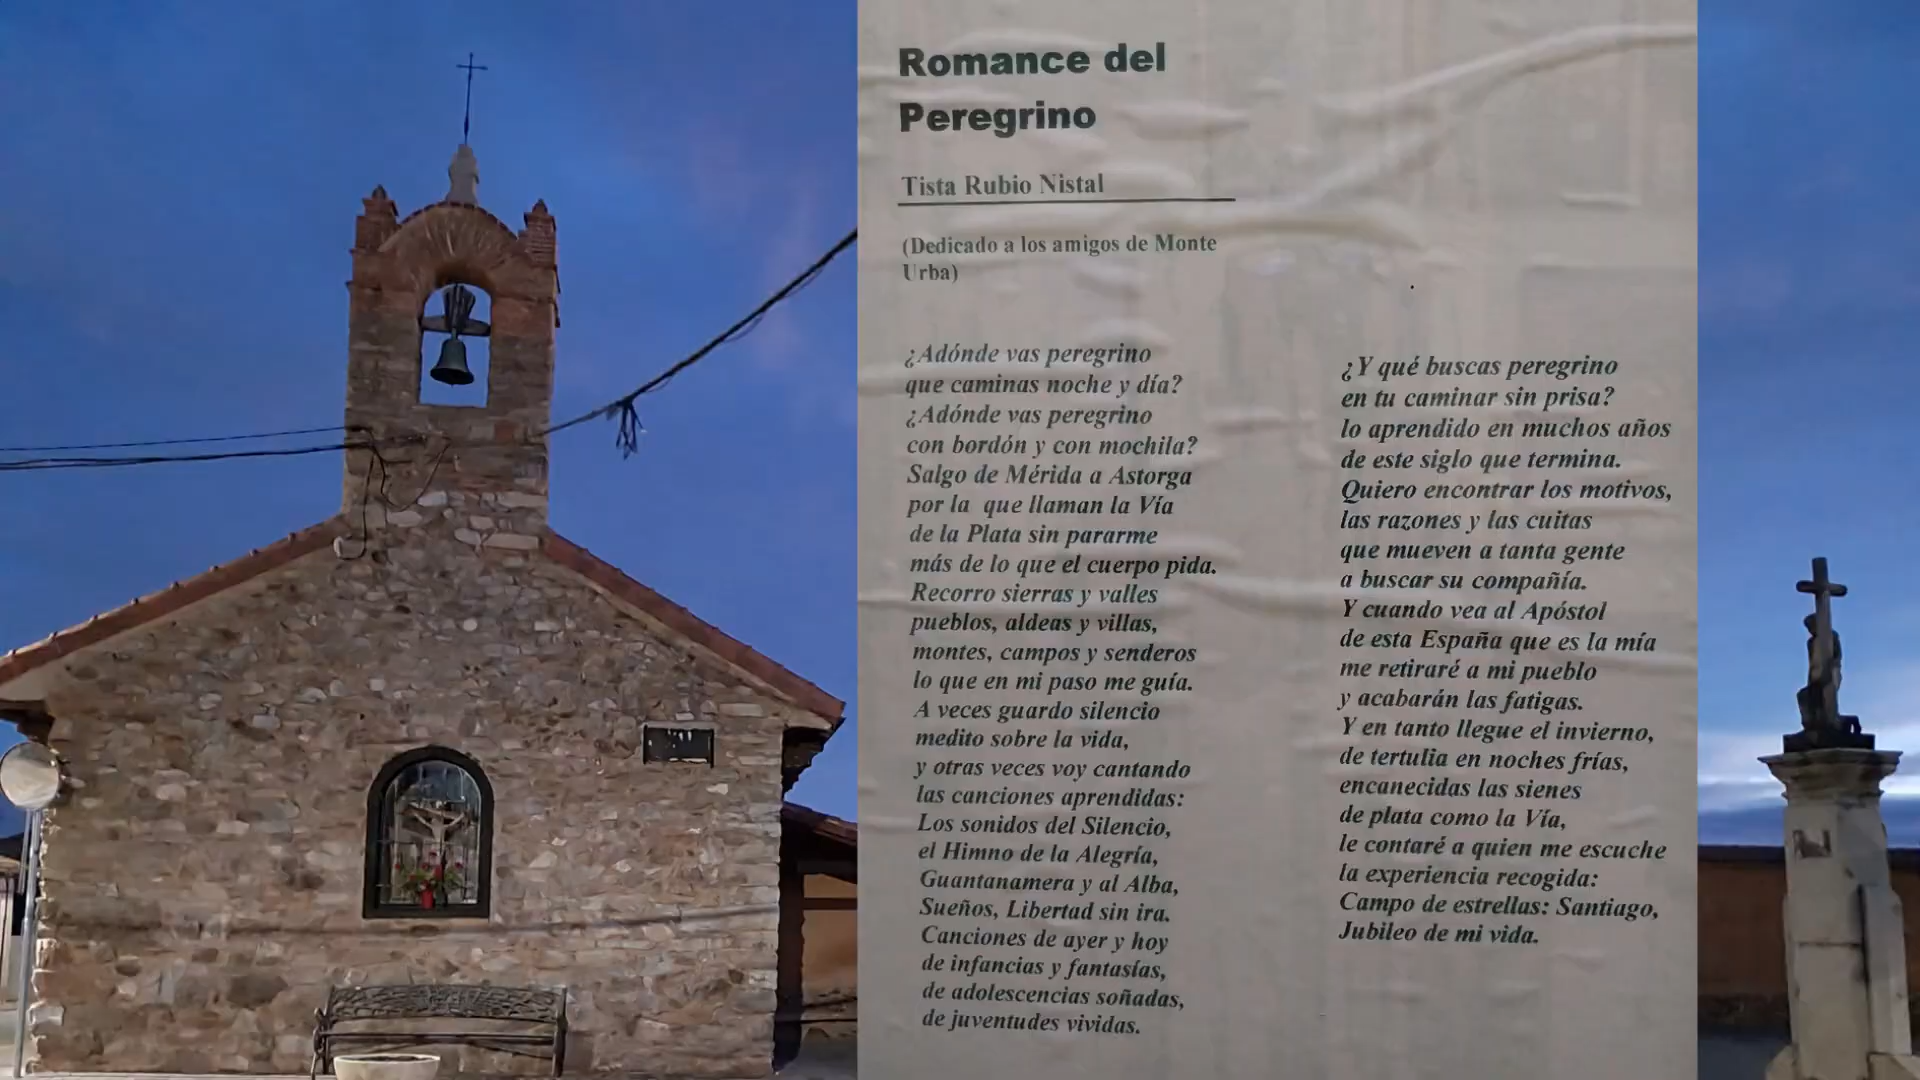 Romance del
Peregrino
Tista Rubio Nistal
(Dedicado a los amigos de Monte
Urba)
¿Adónde vas peregrino
que caminas noche y día?
¿Adónde vas peregrino
con bordón y con mochila?
Salgo de Mérida a Astorga
por la que llaman la Vía
de la Plata sin pararme
más de lo que el cuerpo pida.
Recorro sierras y valles
pueblos, aldeas y villas,
montes, campos y senderos
lo que en mi paso me guía.
A veces guardo silencio
medito sobre la vida,
y otras veces voy cantando
las canciones aprendidas:
Los sonidos del Silencio,
el Himno de la Alegría,
Guantanamera y al Alba,
Sueños, Libertad sin ira.
Canciones de ayer y hoy
de infancias y fantasías,
de adolescencias soñadas,
de juventudes vividas.
¿Y qué buscas peregrino
en tu caminar sin prisa?
lo aprendido en muchos años
de este siglo que termina.
Quiero encontrar los motivos,
las razones y las cuitas
que mueven a tanta gente
a buscar su compañía.
Y cuando vea al Apóstol
de esta España que es la mía
me retiraré a mi pueblo
y acabarán las fatigas.
Y en tanto llegue el invierno,
de tertulia en noches frías,
encanecidas las sienes
de plata como la Vía,
le contaré a quien me escuche
la experiencia recogida:
Campo de estrellas: Santiago,
Jubileo de mi vida.